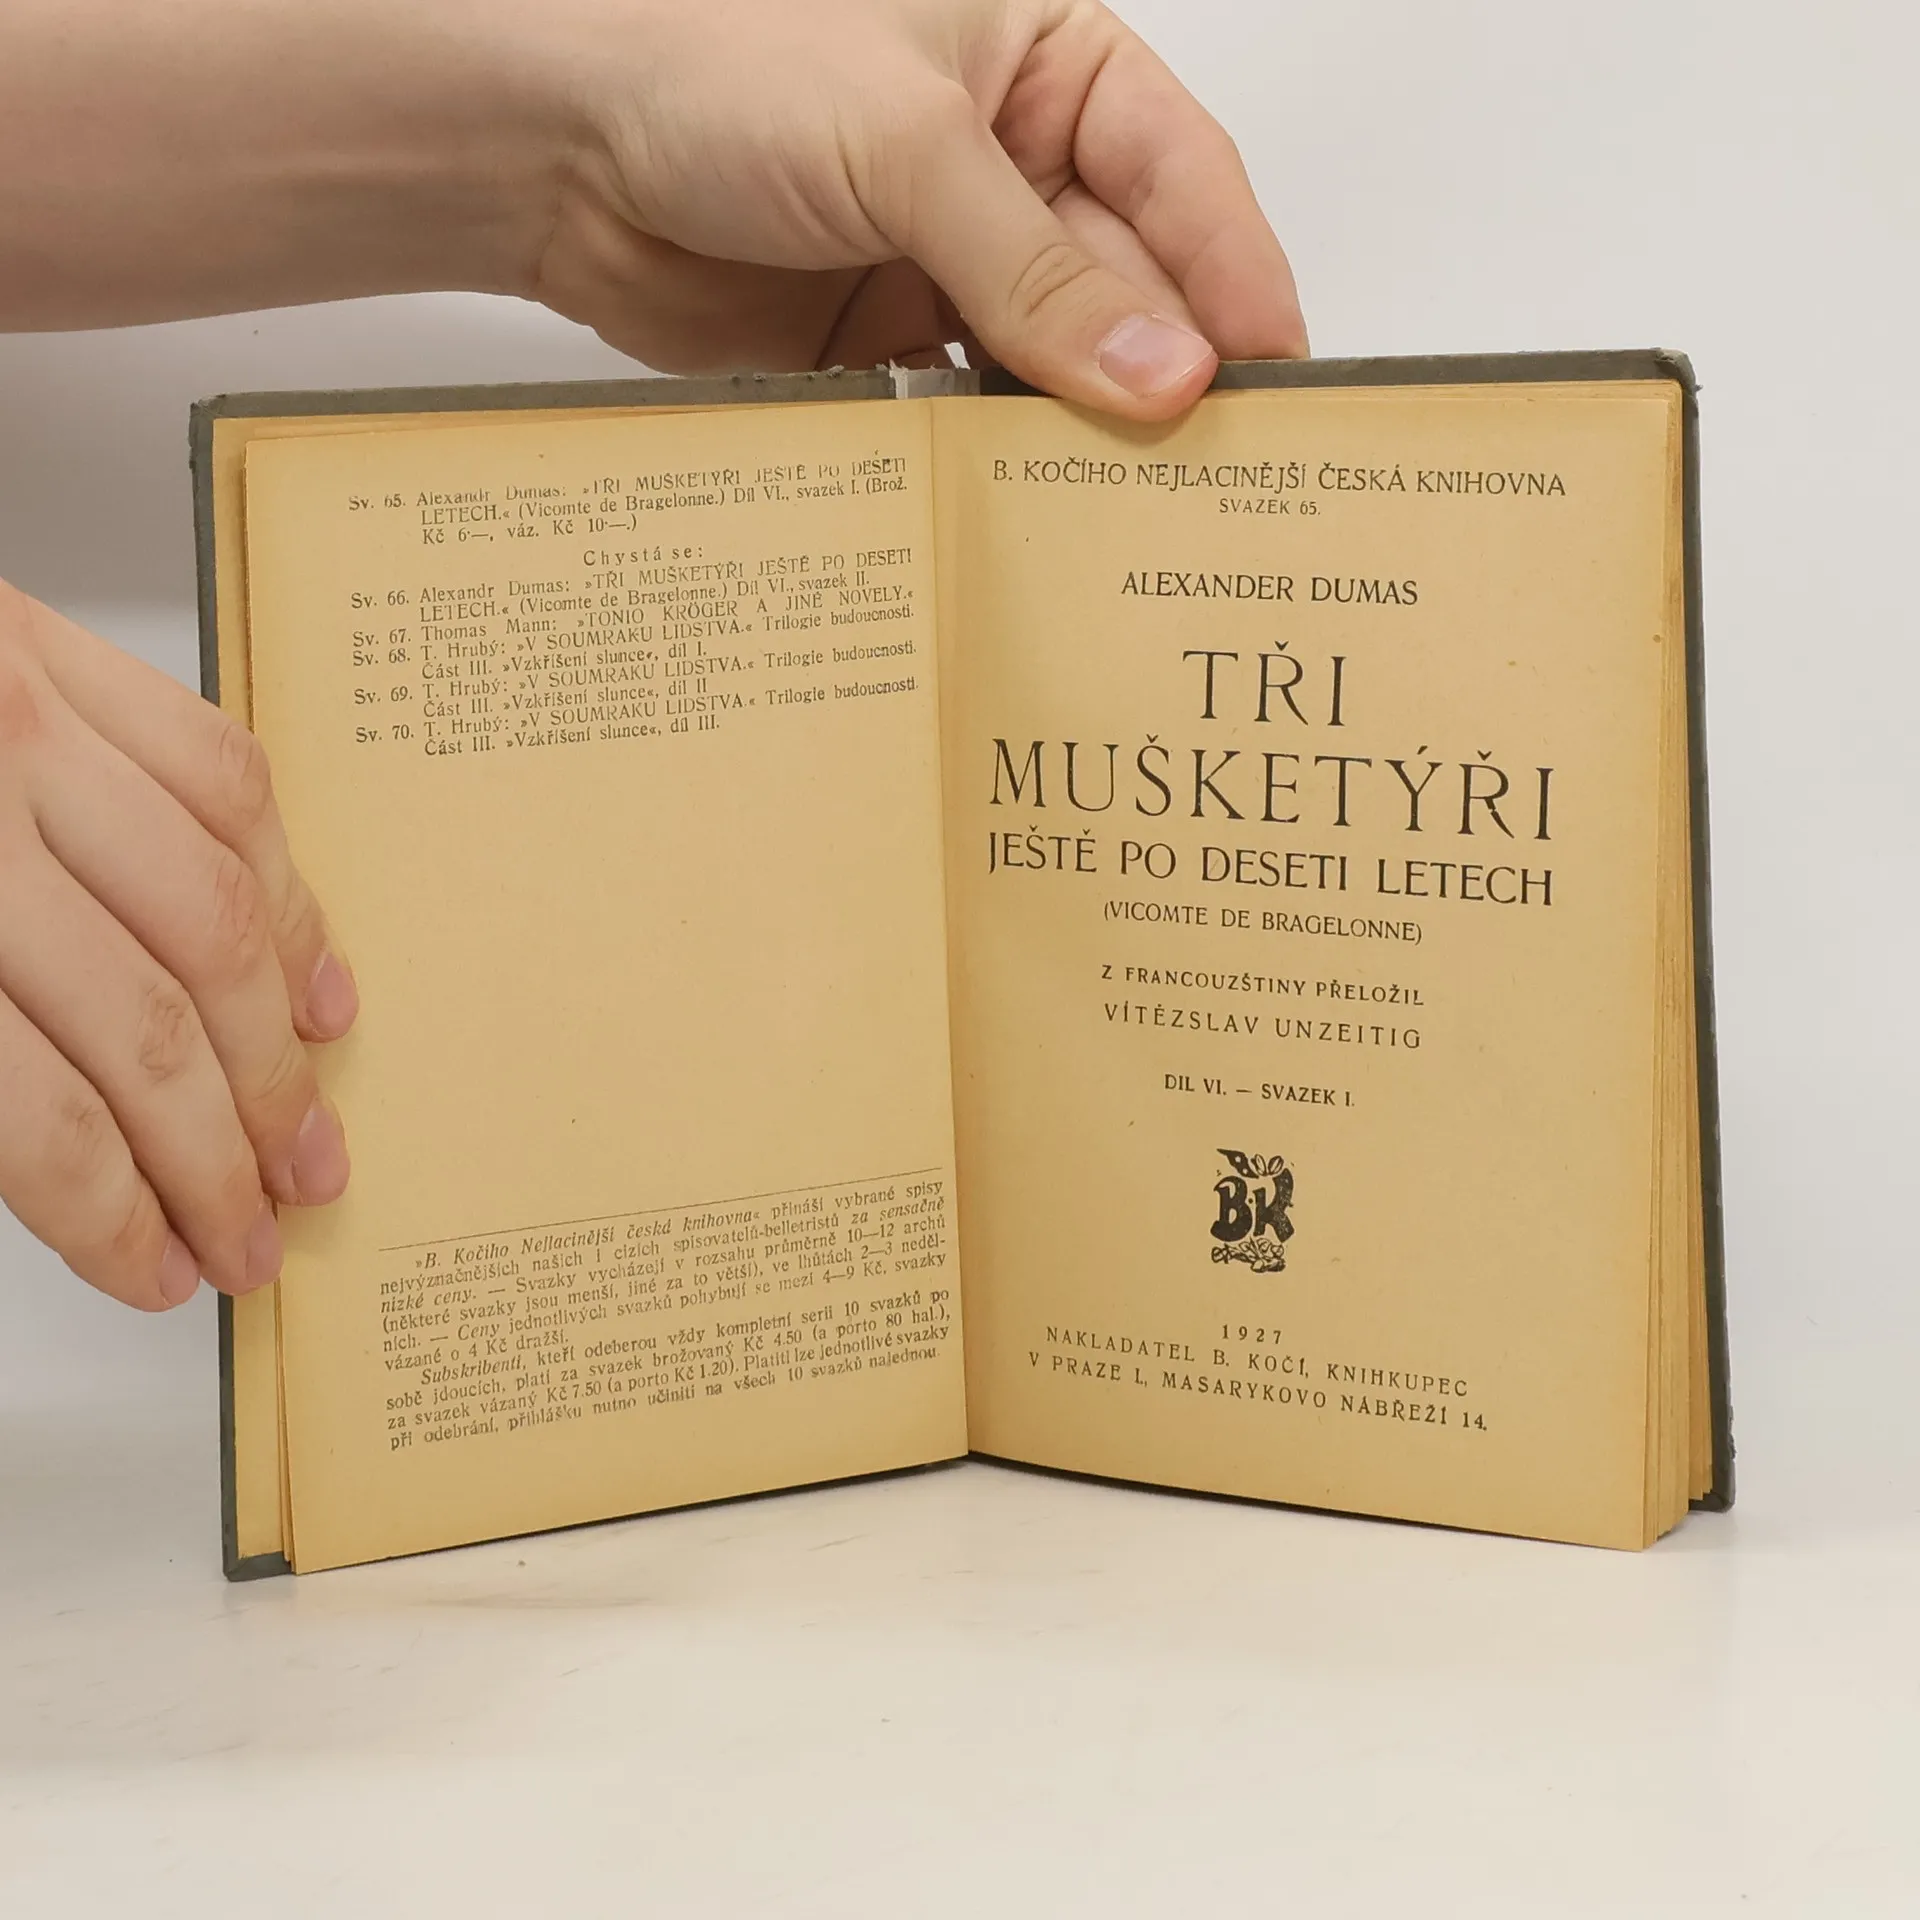 Sv. 65. Alexandr Dumas: »TŘI MUŠKETÝŘI JEŠTĚ PO DESETI
LETECH.« (Vicomte de Bragelonne.) Díl VI., svazek I. (Brož.
Kč 6·—, váz. Kč 10·—.)
Chystá se:
Sv. 66. Alexandr Dumas: »TŘI MUŠKETÝŘI JEŠTĚ PO DESETI
LETECH.« (Vicomte de Bragelonne.) Díl VI., svazek II.
Sv. 67. Thomas Mann: »TONIO KRÖGER A JINÉ NOVELY.«
Sv. 68. T. Hrubý: »V SOUMRAKU LIDSTVA.« Trilogie budoucnosti.
Část III. »Vzkříšení slunce«, díl I.
Sv. 69. T. Hrubý: »V SOUMRAKU LIDSTVA.« Trilogie budoucnosti.
Část III. »Vzkříšení slunce«, díl II
Sv. 70. T. Hrubý: »V SOUMRAKU LIDSTVA.« Trilogie budoucnosti.
Část III. »Vzkříšení slunce«, díl III.
»B. Kočího Nejlacinější česká knihovna« přináší vybrané spisy
nejvýznačnějších našich i cizích spisovatelů-belletristů za sensačně
nízké ceny. — Svazky vycházejí v rozsahu průměrně 10—12 archů
(některé svazky jsou menší, jiné za to větší), ve lhůtách 2—3 neděl-
ních. — Ceny jednotlivých svazků pohybují se mezi 4—9 Kč, svazky
vázané o 4 Kč dražší.
Subskribenti, kteří odeberou vždy kompletní serii 10 svazků po
sobě jdoucích, platí za svazek brožovaný Kč 4.50 (a porto 80 hal.),
za svazek vázaný Kč 7.50 (a porto Kč 1.20). Platiti lze jednotlivé svazky
při odebrání, přihlášku nutno učiniti na všech 10 svazků najednou.
B. KOČÍHO NEJLACINĚJŠÍ ČESKÁ KNIHOVNA
SVAZEK 65.
ALEXANDER DUMAS
TŘI
MUŠKETÝŘI
JEŠTĚ PO DESETI LETECH
(VICOMTE DE BRAGELONNE)
Z FRANCOUZŠTINY PŘELOŽIL
VÍTĚZSLAV UNZEITIG
DIL VI. — SVAZEK I.
B.K
1927
NAKLADATEL B. KOČÍ, KNIHKUPEC
V PRAZE I., MASARYKOVO NÁBŘEŽÍ 14.